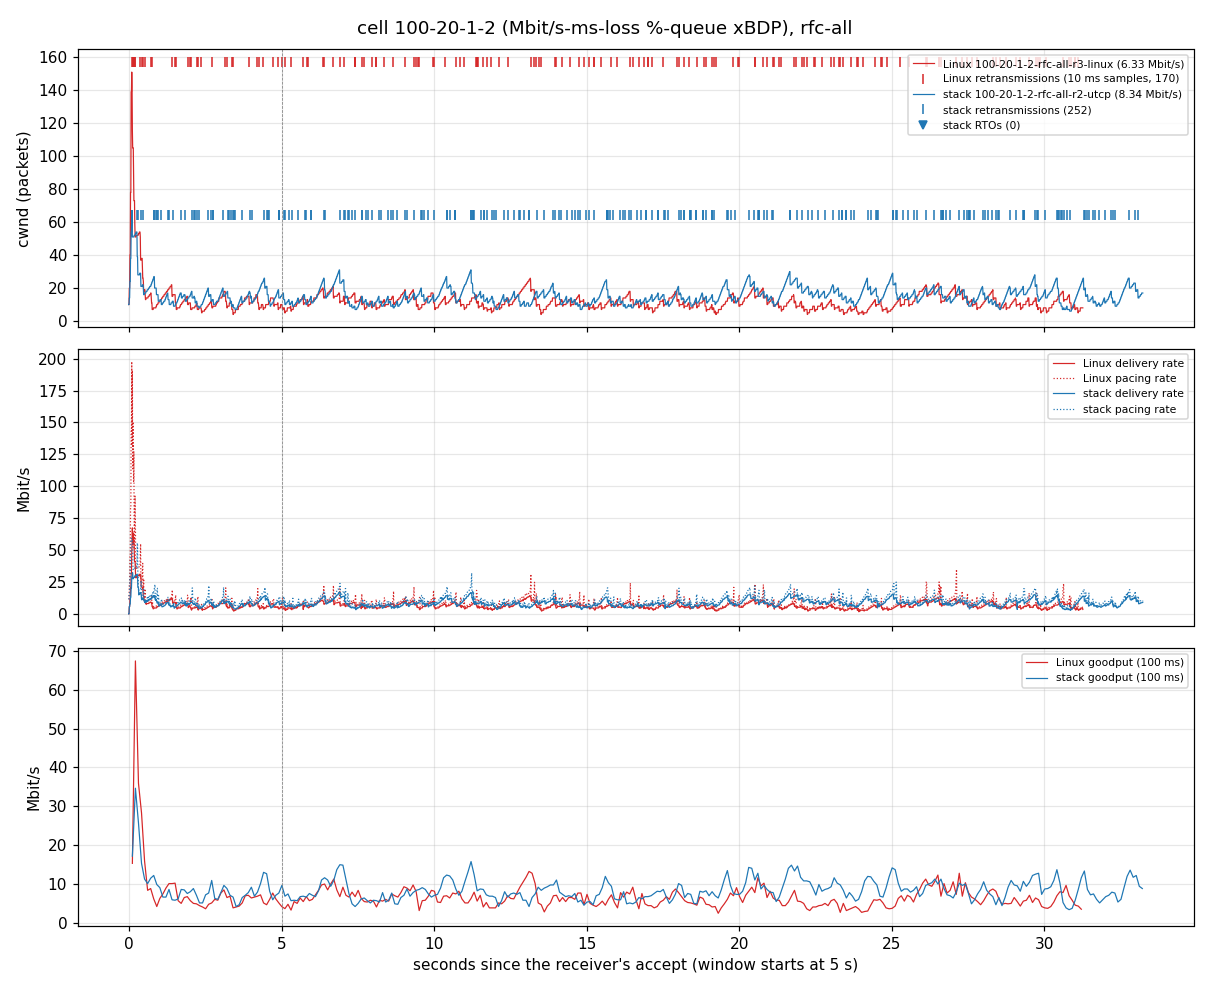 cell 100-20-1-2 (Mbit/s-ms-loss %-queue xBDP), rfc-all
cwnd (packets)
160
140
120
100
80
60
40
20
0
Linux 100-20-1-2-rfc-all-r3-linux (6.33 Mbit/s)
Linux retransmissions (10 ms samples, 170)
stack 100-20-1-2-rfc-all-r2-utcp (8.34 Mbit/s)
stack retransmissions (252)
stack RTOs (0)
Mbit/s
200
175
150
125
100
75
50
25
0
Linux delivery rate
Linux pacing rate
stack delivery rate
stack pacing rate
Mbit/s
70
60
50
40
30
20
10
0
Linux goodput (100 ms)
stack goodput (100 ms)
0 5 10 15 20 25 30
seconds since the receiver's accept (window starts at 5 s)